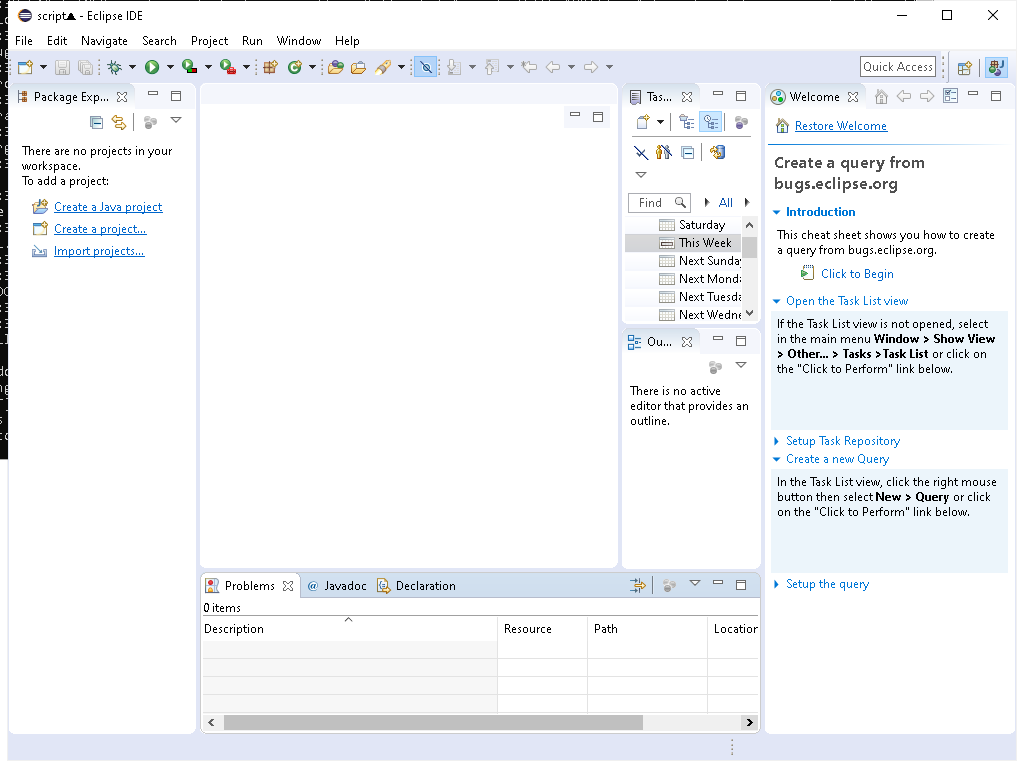 script▲ - Eclipse IDE
File Edit Navigate Search Project Run Window Help
Quick Access
Package Exp...
There are no projects in your
workspace.
To add a project:
Create a Java project
Create a project...
Import projects...
Tas...
Find
All
Saturday
This Week
Next Sunday
Next Monda
Next Tuesda
Next Wedne
Ou...
There is no active
editor that provides an
outline.
Welcome
Restore Welcome
Create a query from
bugs.eclipse.org
Introduction
This cheat sheet shows you how to create
a query from bugs.eclipse.org.
Click to Begin
Open the Task List view
If the Task List view is not opened, select
in the main menu Window > Show View
> Other... > Tasks >Task List or click on
the "Click to Perform" link below.
Setup Task Repository
Create a new Query
In the Task List view, click the right mouse
button then select New > Query or click
on the "Click to Perform" link below.
Setup the query
Problems @ Javadoc Declaration
0 items
Description Resource Path Location